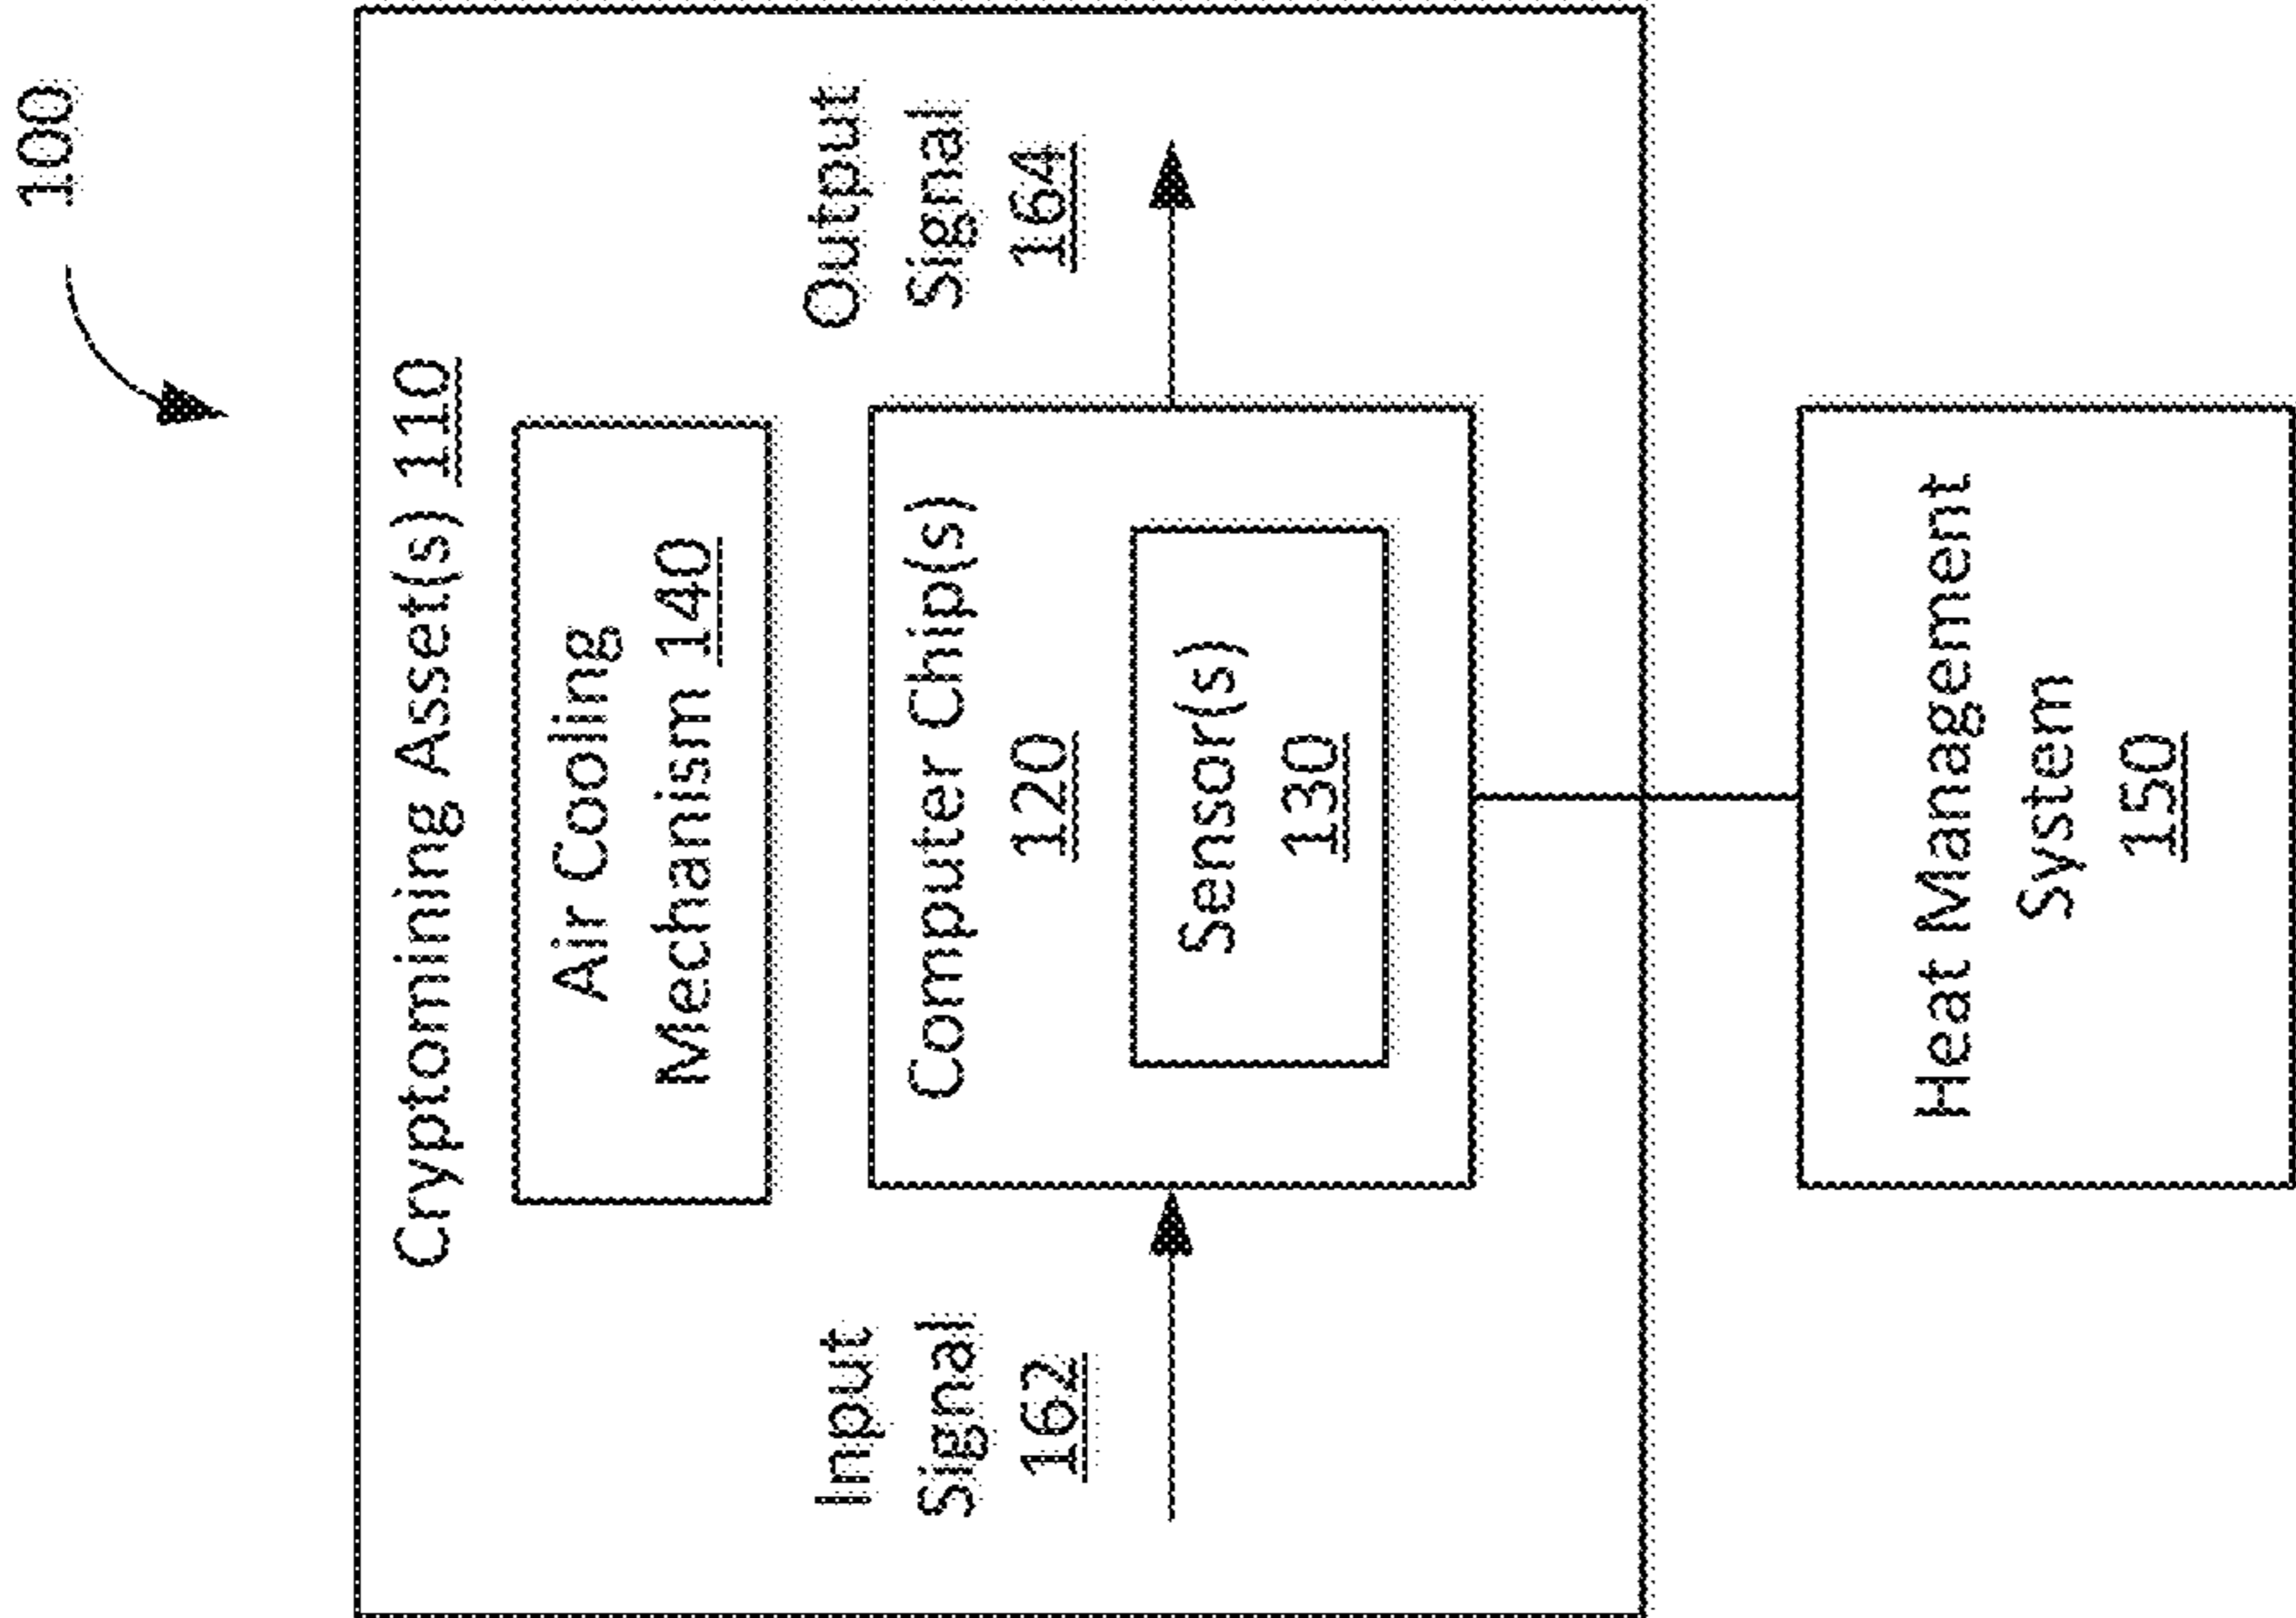 100
Cryptomining Asset(s) 110
Air Cooling
Mechanism 140
Input
Signal
162
Computer Chip(s)
120
Sensor(s)
130
Output
Signal
164
Heat Management
System
150